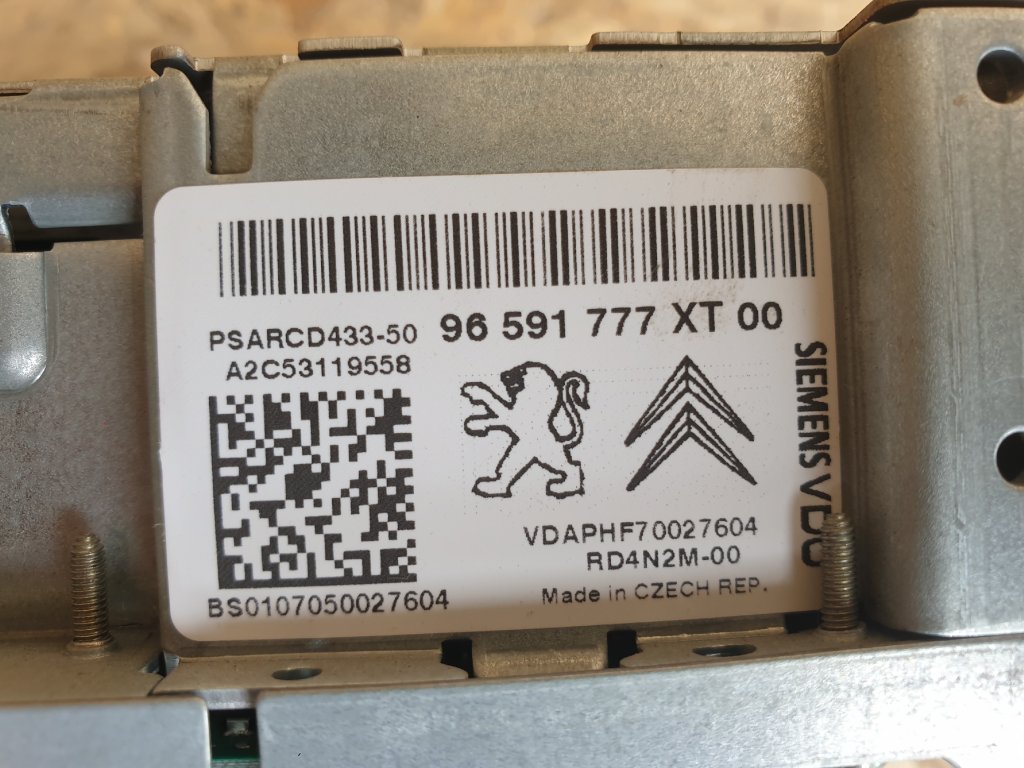 PSARCD433-50 96 591 777 XT 00
A2C53119558
SIEMENS VDO
VDAPHF70027604
RD4N2M-00
BS0107050027604
Made in CZECH REP.